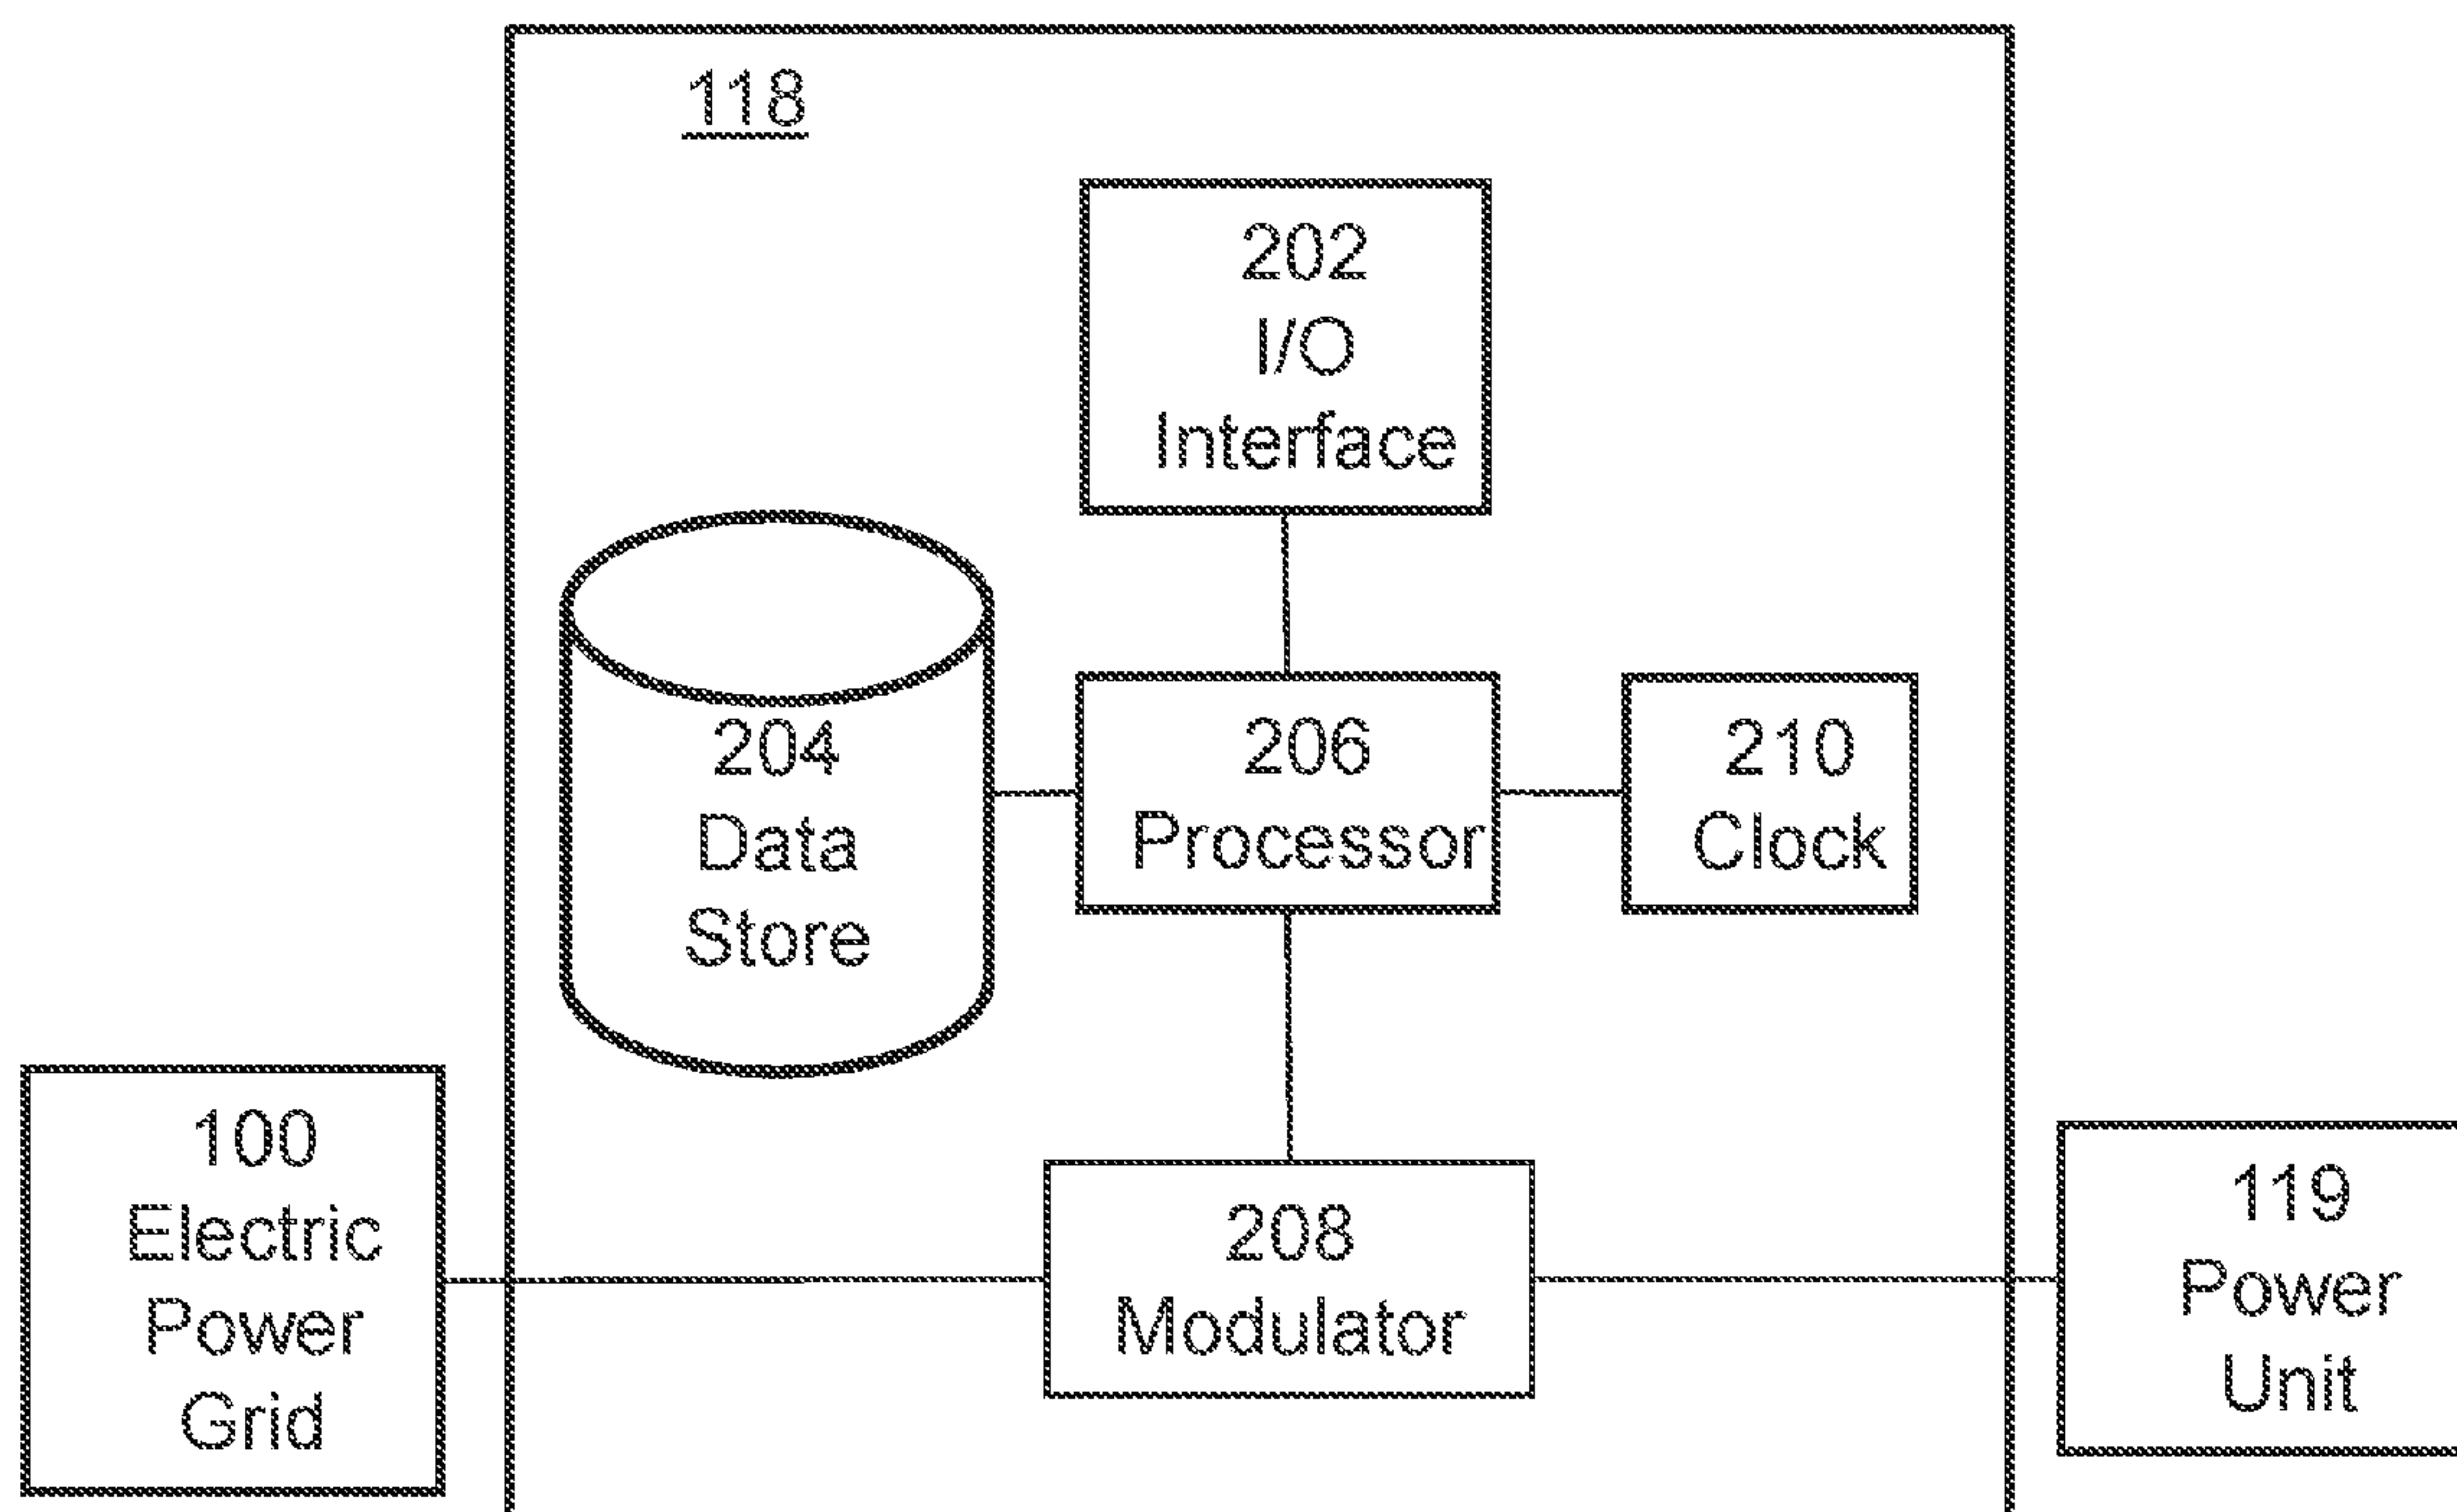 118
202
I/O
Interface
204
Data
Store
206
Processor
210
Clock
100
Electric
Power
Grid
208
Modulator
119
Power
Unit